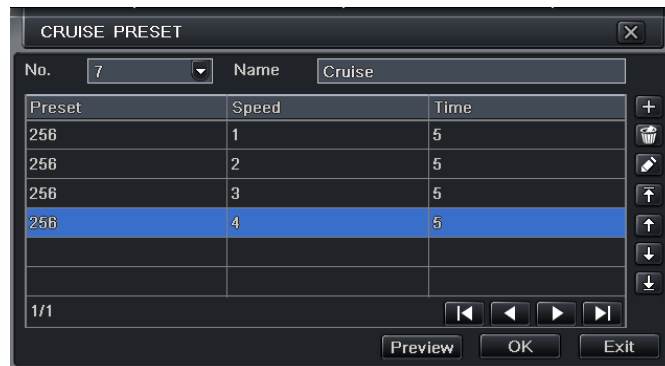 CRUISE PRESET
No. 7 Name Cruise
Preset Speed Time
256 1 5
256 2 5
256 3 5
256 4 5
1/1
Preview OK Exit